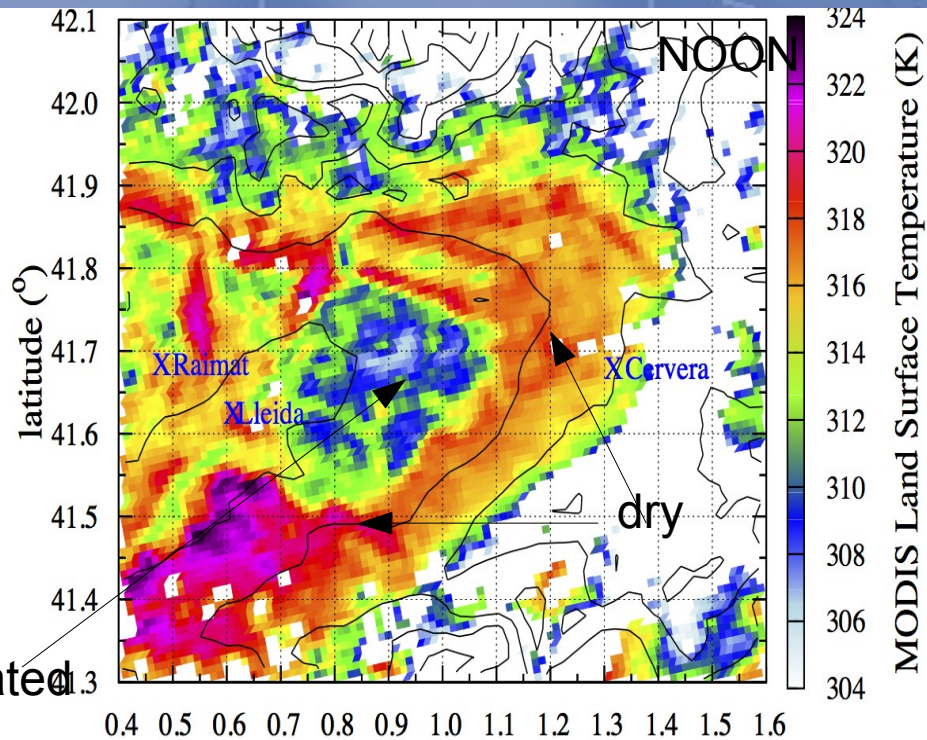 NOON
42.1
42.0
41.9
41.8
41.7
41.6
41.5
41.4
41.3
latitude (º)
XRaimat
XLleida
XCervera
dry
ated
0.4 0.5 0.6 0.7 0.8 0.9 1.0 1.1 1.2 1.3 1.4 1.5 1.6
324
322
320
318
316
314
312
310
308
306
304
MODIS Land Surface Temperature (K)